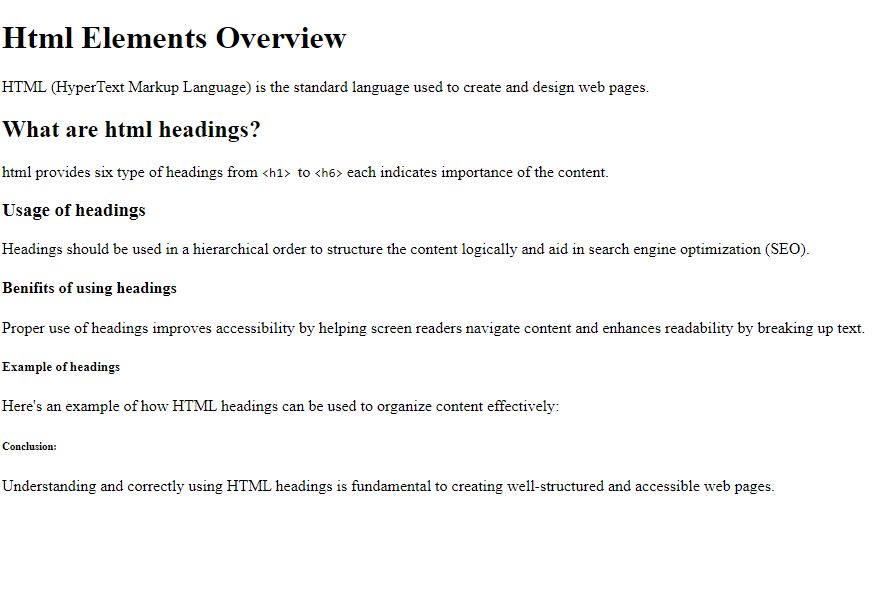 Html Elements Overview
HTML (HyperText Markup Language) is the standard language used to create and design web pages.
What are html headings?
html provides six type of headings from <h1> to <h6> each indicates importance of the content.
Usage of headings
Headings should be used in a hierarchical order to structure the content logically and aid in search engine optimization (SEO).
Benifits of using headings
Proper use of headings improves accessibility by helping screen readers navigate content and enhances readability by breaking up text.
Example of headings
Here's an example of how HTML headings can be used to organize content effectively:
Conclusion:
Understanding and correctly using HTML headings is fundamental to creating well-structured and accessible web pages.